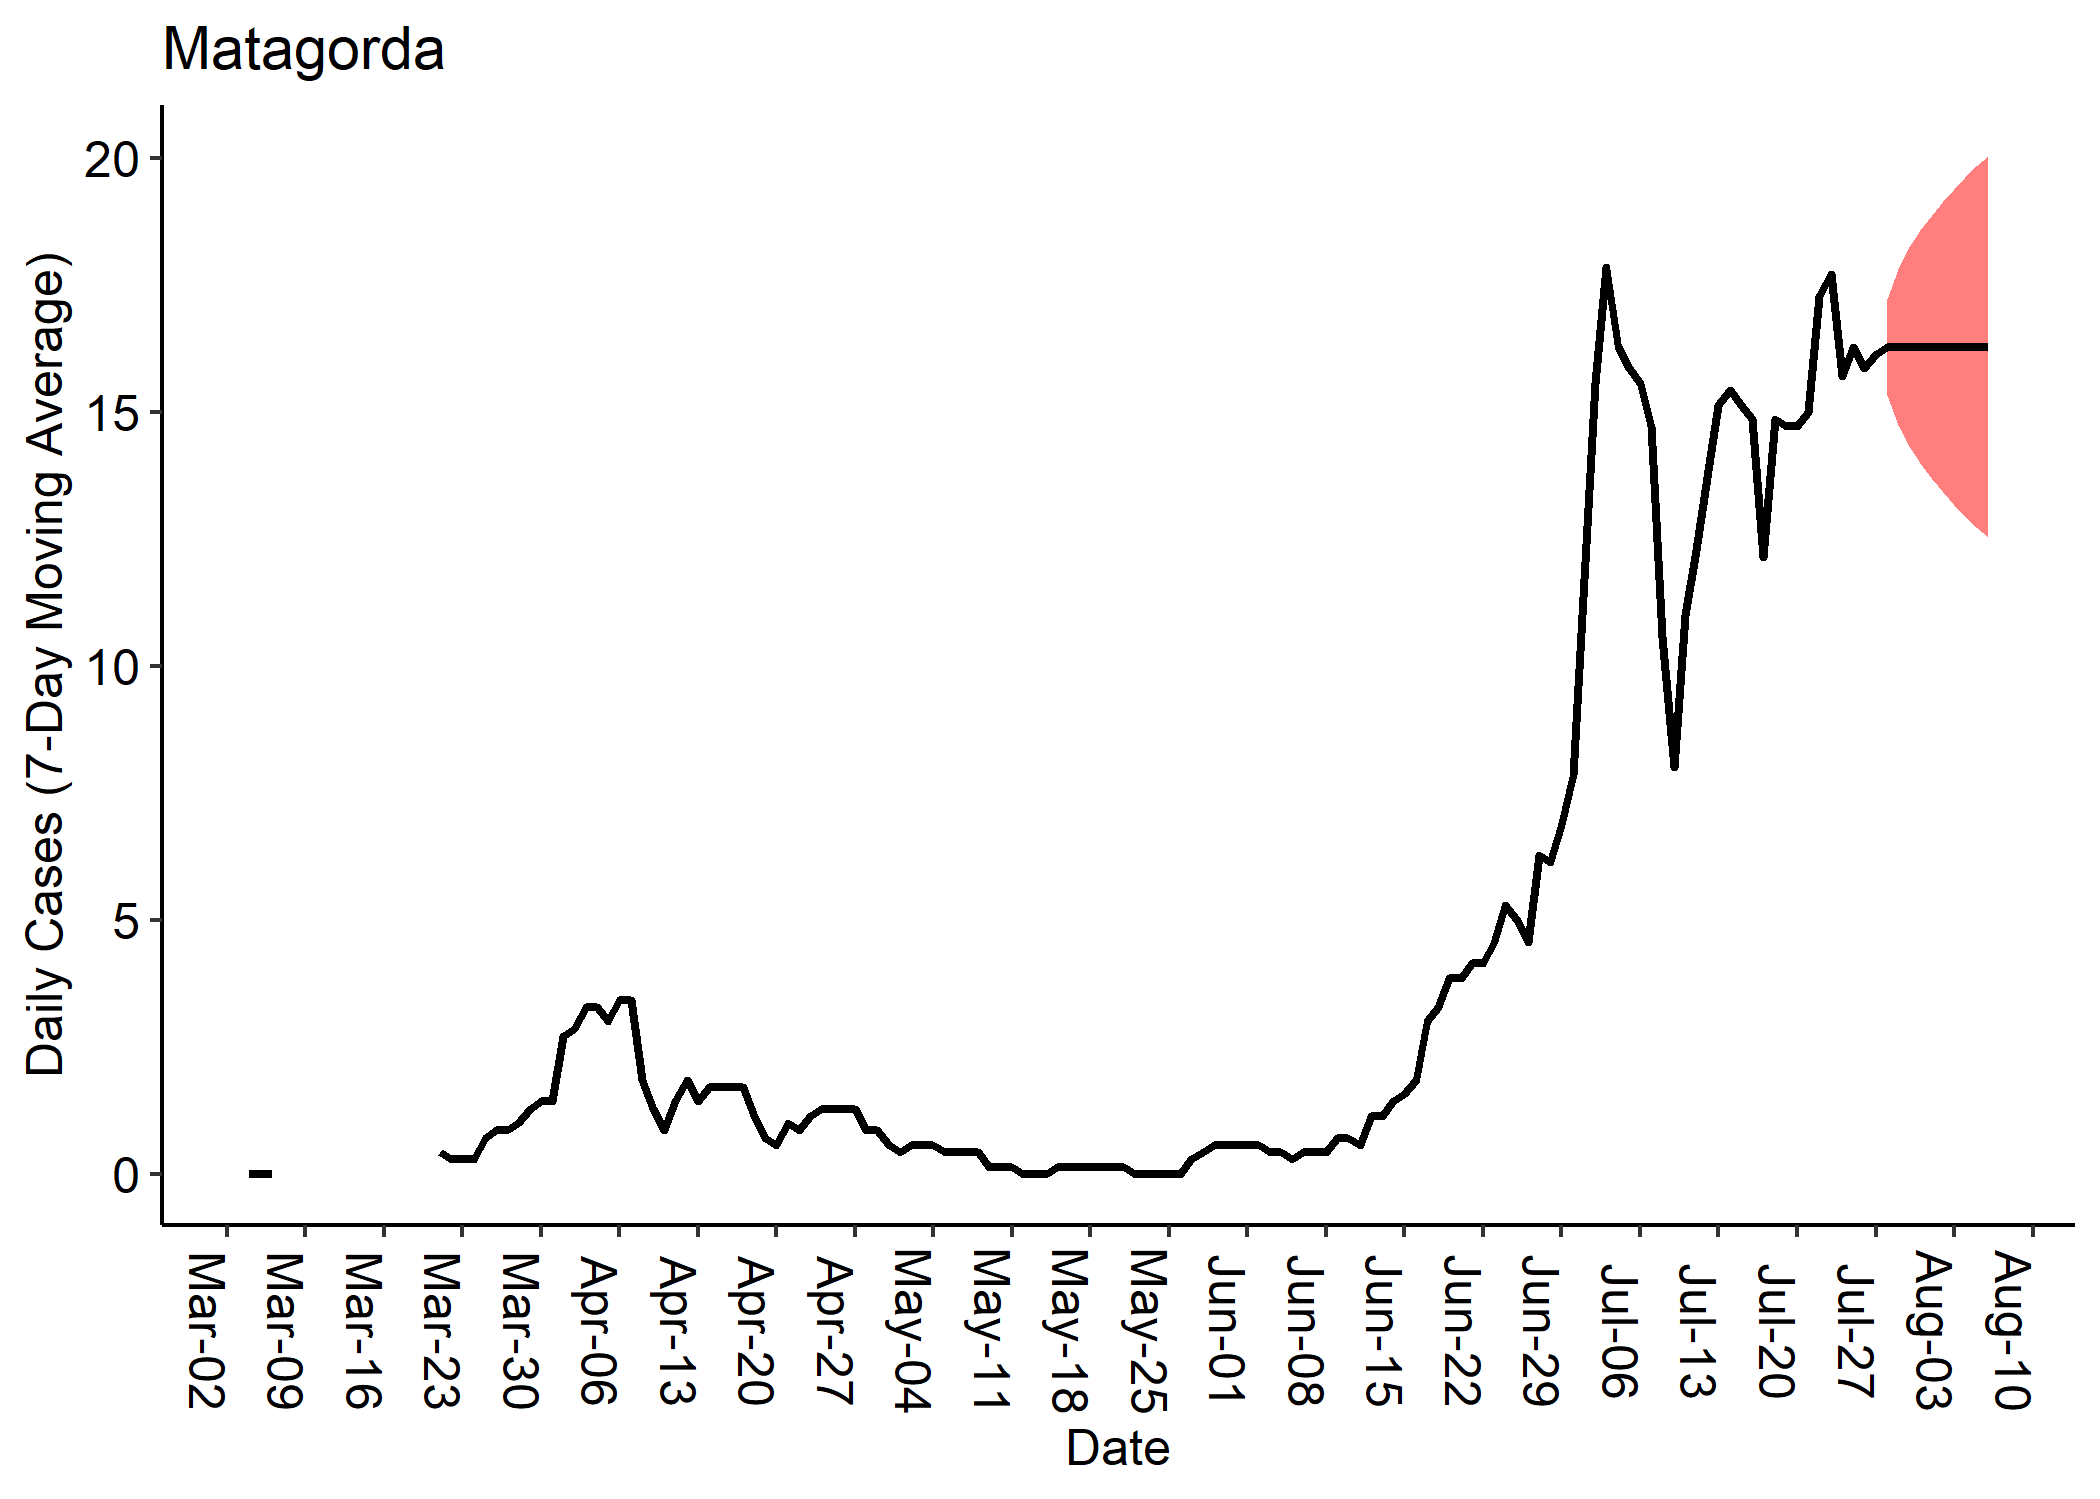 Matagorda
Daily Cases (7-Day Moving Average)
20
15
10
5
0
Mar-02
Mar-09
Mar-16
Mar-23
Mar-30
Apr-06
Apr-13
Apr-20
Apr-27
May-04
May-11
May-18
May-25
Jun-01
Jun-08
Jun-15
Jun-22
Jun-29
Jul-06
Jul-13
Jul-20
Jul-27
Aug-03
Aug-10
Date